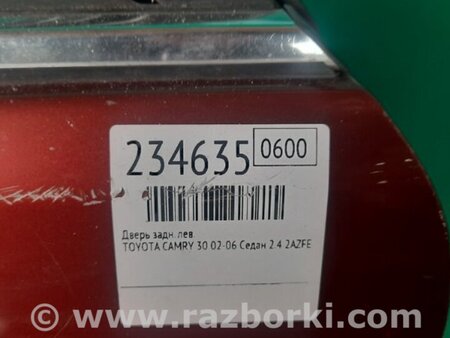 234635 0600
Дверь задн. лев.
TOYOTA CAMRY 30 02-06 Седан 2.4 2AZFE
© www.razborki.com